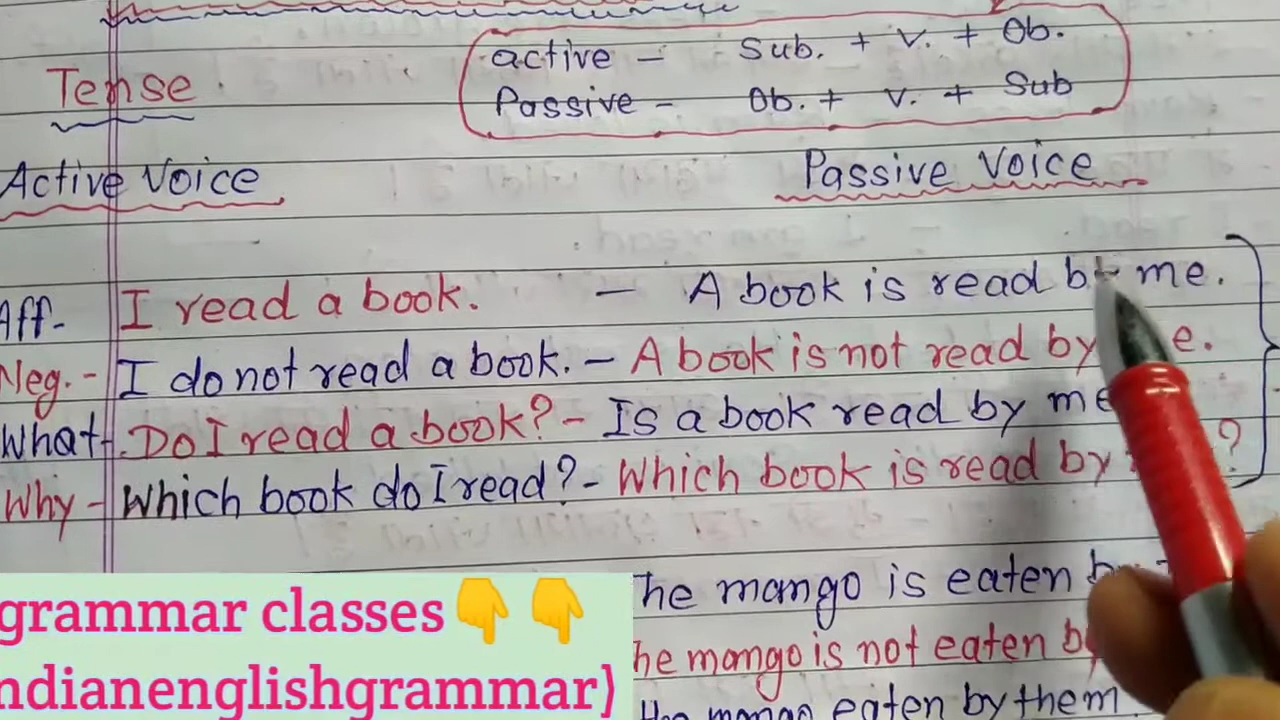 active - Sub. + V. + Ob.
Tense
Passive - Ob. + V. + Sub
Active Voice Passive Voice
Aff- I read a book. - A book is read by me.
Neg. - I do not read a book. - A book is not read by
What - Do I read a book? - Is a book read by me
Why - Which book do I read? - Which book is read by ?
The mango is eaten
grammar classes👇👇
he mango is not eaten
ndianenglishgrammar)
mango eaten by them